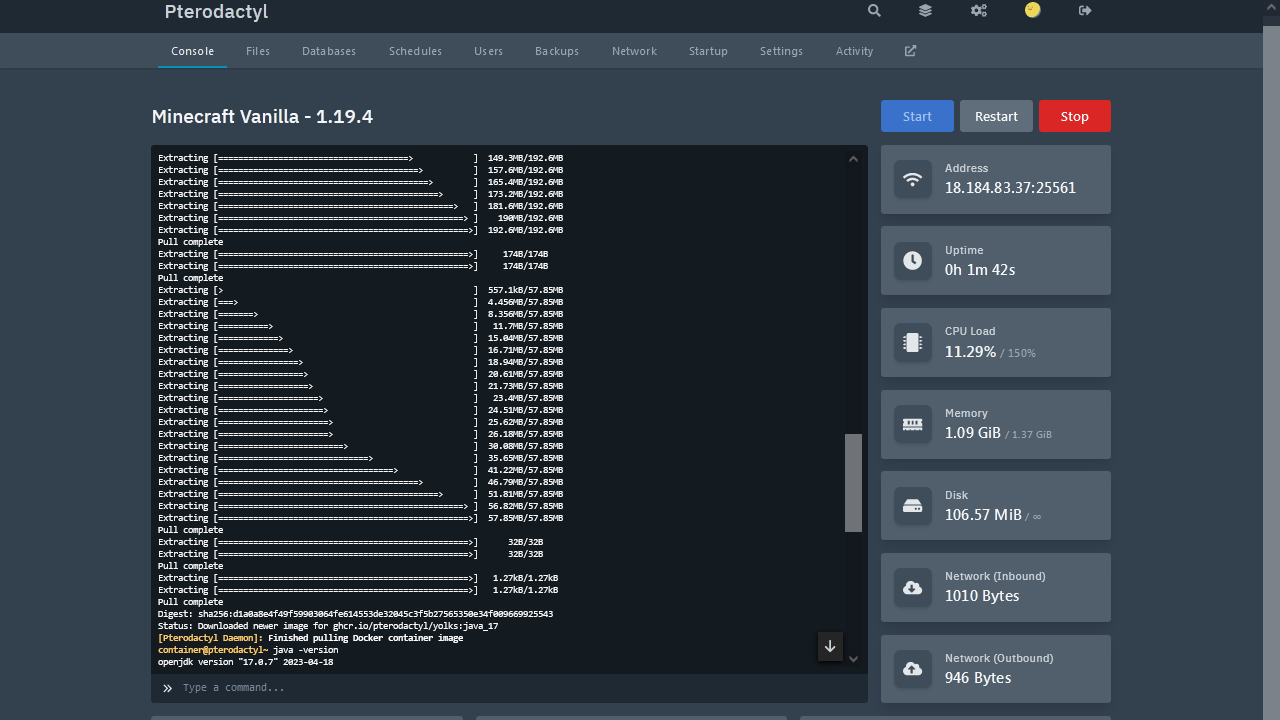 Pterodactyl
Console Files Databases Schedules Users Backups Network Startup Settings Activity
Minecraft Vanilla - 1.19.4
Start Restart Stop
Extracting [======================================>            ]  149.3MB/192.6MB
Extracting [========================================>          ]  157.6MB/192.6MB
Extracting [==========================================>        ]  165.4MB/192.6MB
Extracting [============================================>      ]  173.2MB/192.6MB
Extracting [===============================================>   ]  181.6MB/192.6MB
Extracting [=================================================> ]    190MB/192.6MB
Extracting [==================================================>]  192.6MB/192.6MB
Pull complete
Extracting [==================================================>]     174B/174B
Extracting [==================================================>]     174B/174B
Pull complete
Extracting [>                                                  ]  557.1kB/57.85MB
Extracting [===>                                               ]  4.456MB/57.85MB
Extracting [=======>                                           ]  8.356MB/57.85MB
Extracting [==========>                                        ]   11.7MB/57.85MB
Extracting [============>                                      ]  15.04MB/57.85MB
Extracting [==============>                                    ]  16.71MB/57.85MB
Extracting [================>                                  ]  18.94MB/57.85MB
Extracting [=================>                                 ]  20.61MB/57.85MB
Extracting [==================>                                ]  21.73MB/57.85MB
Extracting [====================>                              ]   23.4MB/57.85MB
Extracting [=====================>                             ]  24.51MB/57.85MB
Extracting [======================>                            ]  25.62MB/57.85MB
Extracting [======================>                            ]  26.18MB/57.85MB
Extracting [=========================>                         ]  30.08MB/57.85MB
Extracting [==============================>                    ]  35.65MB/57.85MB
Extracting [===================================>               ]  41.22MB/57.85MB
Extracting [========================================>          ]  46.79MB/57.85MB
Extracting [============================================>      ]  51.81MB/57.85MB
Extracting [=================================================> ]  56.82MB/57.85MB
Extracting [==================================================>]  57.85MB/57.85MB
Pull complete
Extracting [==================================================>]      32B/32B
Extracting [==================================================>]      32B/32B
Pull complete
Extracting [==================================================>]   1.27kB/1.27kB
Extracting [==================================================>]   1.27kB/1.27kB
Pull complete
Digest: sha256:d1a0a8e4f49f59903064fe614553de32045c3f5b27565350e34f009669925543
Status: Downloaded newer image for ghcr.io/pterodactyl/yolks:java_17
[Pterodactyl Daemon]: Finished pulling Docker container image
container@pterodactyl~ java -version
openjdk version "17.0.7" 2023-04-18
» Type a command...
Address
18.184.83.37:25561
Uptime
0h 1m 42s
CPU Load
11.29% / 150%
Memory
1.09 GiB / 1.37 GiB
Disk
106.57 MiB / ∞
Network (Inbound)
1010 Bytes
Network (Outbound)
946 Bytes